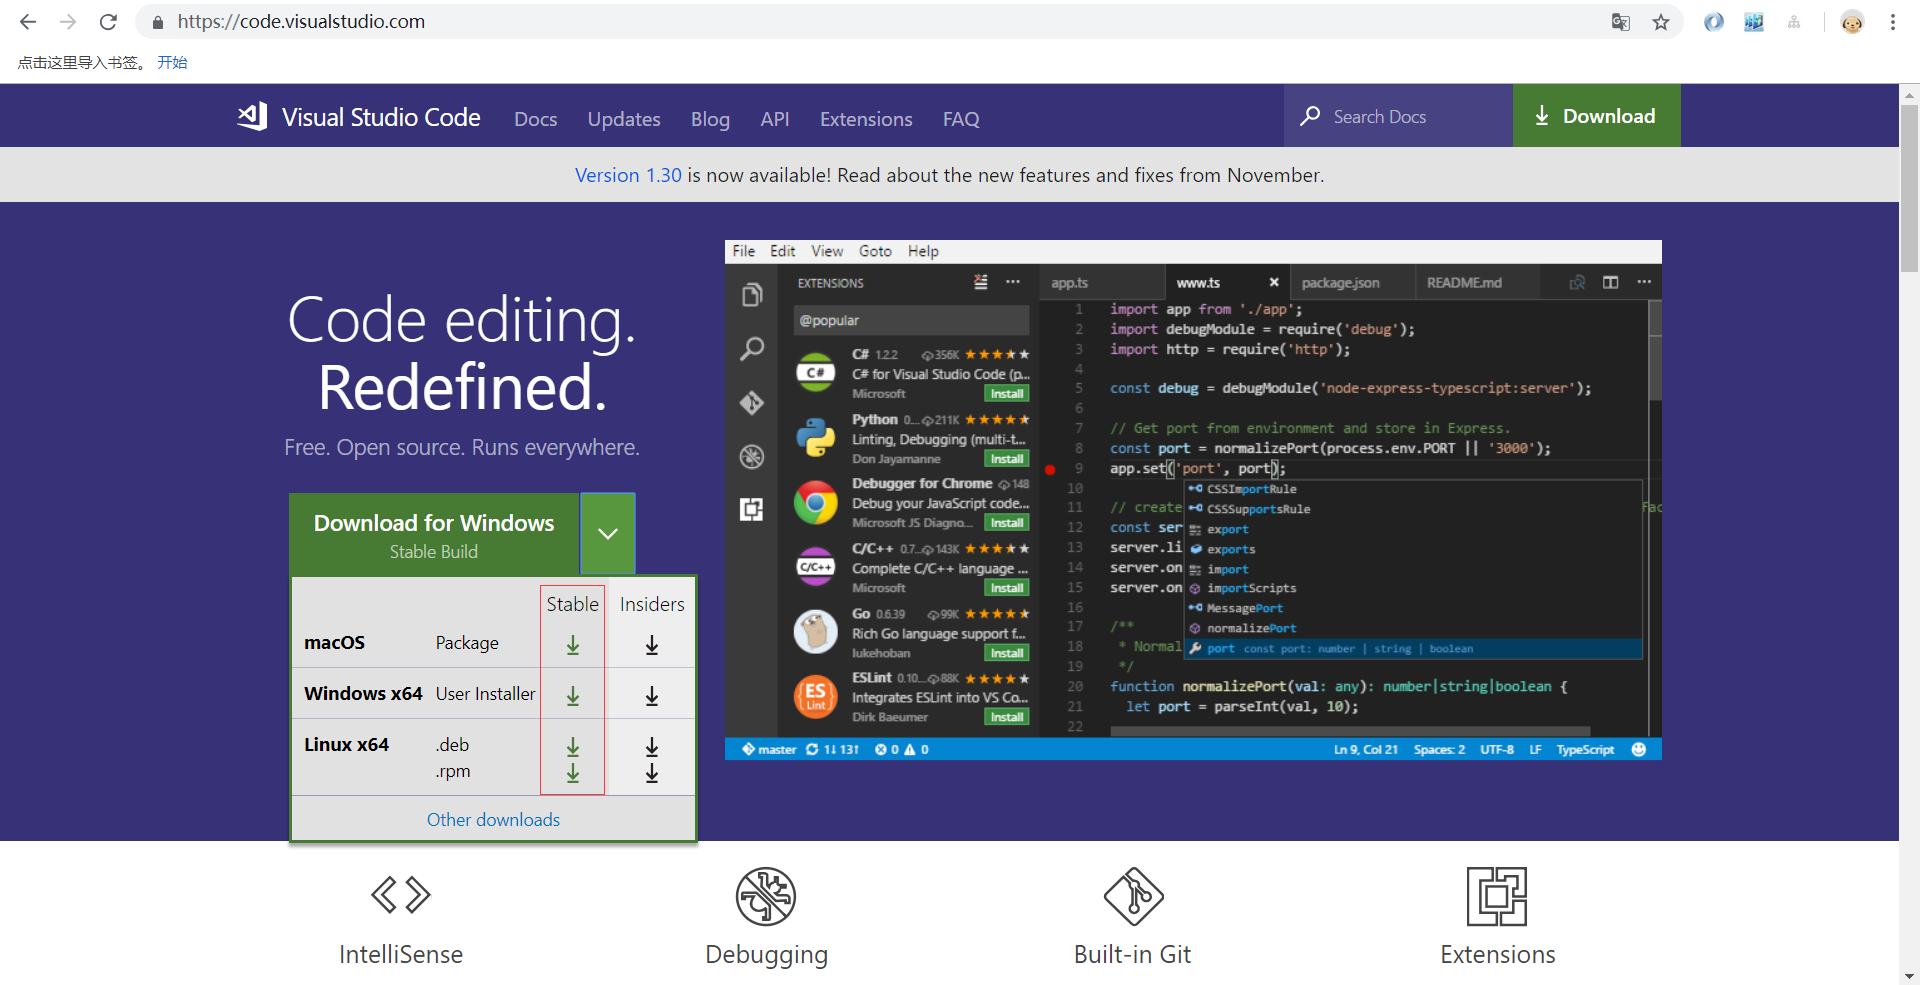 https://code.visualstudio.com
点击这里导入书签。 开始
Visual Studio Code Docs Updates Blog API Extensions FAQ Search Docs Download
Version 1.30 is now available! Read about the new features and fixes from November.
Code editing.
Redefined.
Free. Open source. Runs everywhere.
Download for Windows
Stable Build
Stable Insiders
macOS Package
Windows x64 User Installer
Linux x64 .deb
.rpm
Other downloads
File Edit View Goto Help
EXTENSIONS ···
@popular
C# 1.2.2 356K
C# for Visual Studio Code (p...
Microsoft Install
Python 0.... 211K
Linting, Debugging (multi-t...
Don Jayamanne Install
Debugger for Chrome 148
Debug your JavaScript code...
Microsoft JS Diagno... Install
C/C++ 0.7... 143K
Complete C/C++ language ...
Microsoft Install
Go 0.6.39 99K
Rich Go language support f...
lukehoban Install
ESLint 0.10... 88K
Integrates ESLint into VS Co...
Dirk Baeumer Install
app.ts www.ts package.json README.md ···
1 import app from './app';
2 import debugModule = require('debug');
3 import http = require('http');
4
5 const debug = debugModule('node-express-typescript:server');
6
7 // Get port from environment and store in Express.
8 const port = normalizePort(process.env.PORT || '3000');
9 app.set('port', port);
10
11 // create fac
12 const ser
13 server.li
14 server.on
15 server.on
16
17 /**
18 * Normal
19 */
20 function normalizePort(val: any): number|string|boolean {
21 let port = parseInt(val, 10);
22
CSSImportRule
CSSSupportsRule
export
exports
import
importScripts
MessagePort
normalizePort
port const port: number | string | boolean
master 1↓ 13↑ 0 0 Ln 9, Col 21 Spaces: 2 UTF-8 LF TypeScript
IntelliSense Debugging Built-in Git Extensions
C#
C/C++
ES
Lint